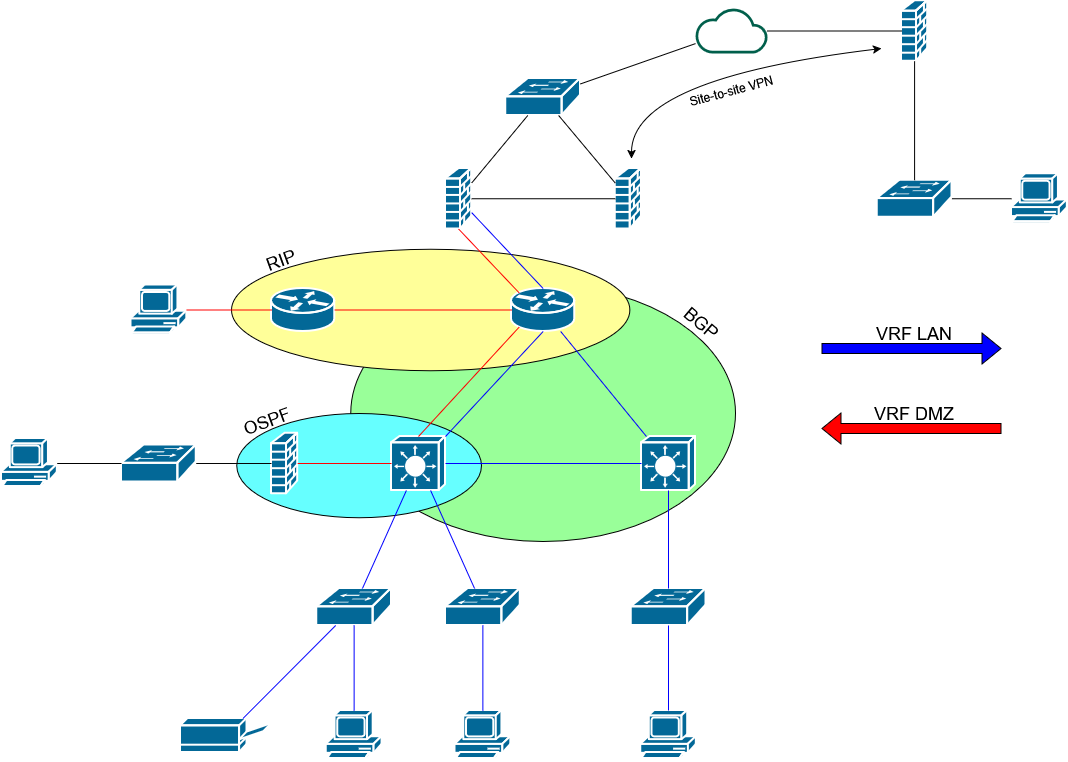 Site-to-site VPN
RIP
BGP
VRF LAN
VRF DMZ
OSPF